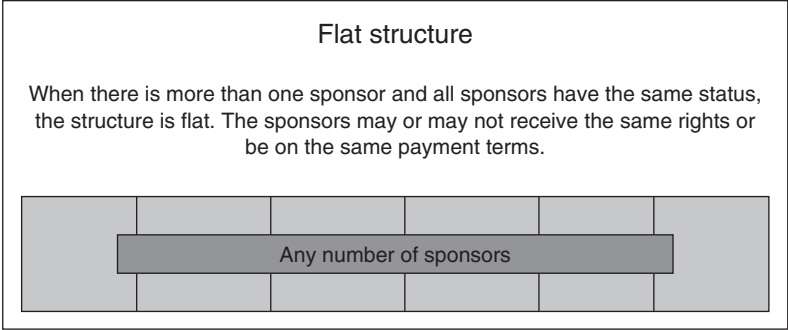 Flat structure
When there is more than one sponsor and all sponsors have the same status,
the structure is flat. The sponsors may or may not receive the same rights or
be on the same payment terms.
Any number of sponsors